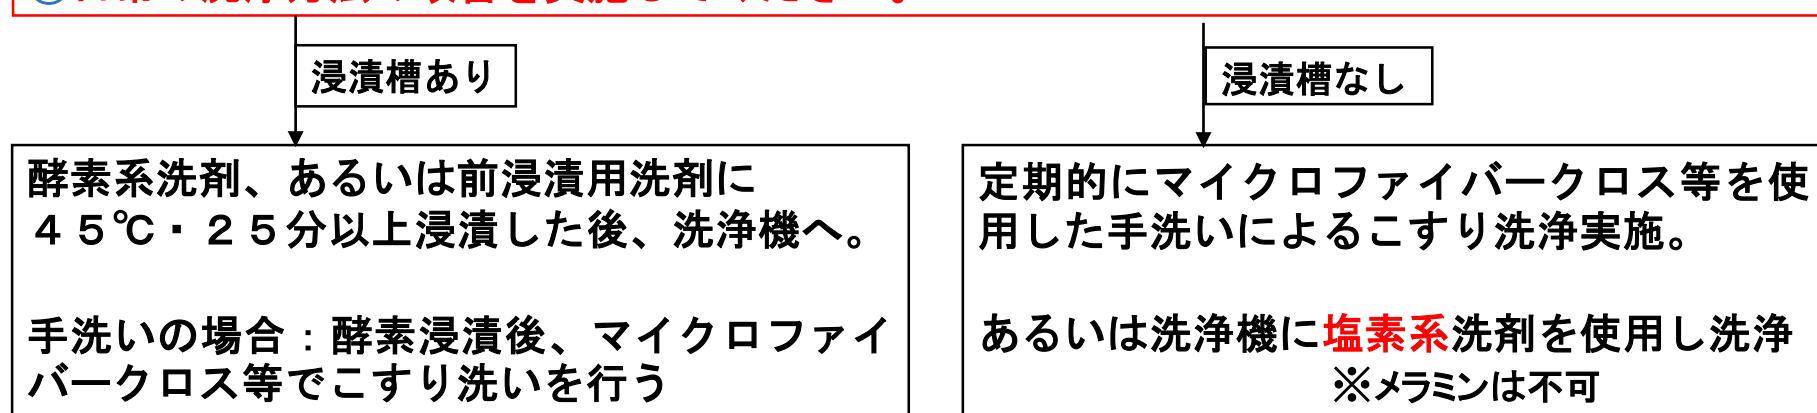 浸漬槽あり
浸漬槽なし
酵素系洗剤、あるいは前浸漬用洗剤に
４５℃・２５分以上浸漬した後、洗浄機へ。
手洗いの場合：酵素浸漬後、マイクロファイ
バークロス等でこすり洗いを行う
定期的にマイクロファイバークロス等を使
用した手洗いによるこすり洗浄実施。
あるいは洗浄機に塩素系洗剤を使用し洗浄
※メラミンは不可